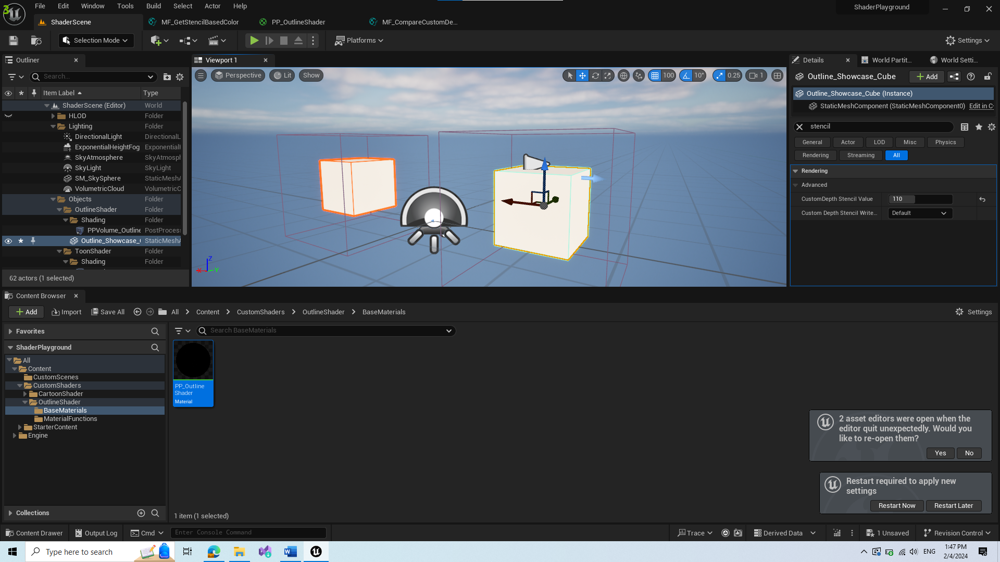 3
File Edit Window Tools Build Select Actor Help
ShaderPlayground
ShaderScene
MF_GetStencilBasedColor
PP_OutlineShader
MF_CompareCustomDe...
Selection Mode
Platforms
Settings
Outliner
Viewport 1
Details
World Partit...
World Setti...
Search...
Perspective
Lit
Show
100
10°
0.25
1
Outline_Showcase_Cube
Add
Item Label
Type
Outline_Showcase_Cube (Instance)
StaticMeshComponent (StaticMeshComponent0)
Edit in C
ShaderScene (Editor) World
HLOD Folder
Lighting Folder
DirectionalLight DirectionalL
ExponentialHeightFog Exponential
SkyAtmosphere SkyAtmosph
SkyLight SkyLight
SM_SkySphere StaticMeshA
VolumetricCloud VolumetricC
Objects Folder
OutlineShader Folder
Shading Folder
PPVolume_Outline PostProces
Outline_Showcase_ StaticMeshA
ToonShader Folder
Shading Folder
62 actors (1 selected)
Z
X
Y
stencil
General Actor LOD Misc Physics
Rendering Streaming All
Rendering
Advanced
CustomDepth Stencil Value 110
Custom Depth Stencil Write... Default
Content Browser
Add
Import
Save All
All
Content
CustomShaders
OutlineShader
BaseMaterials
Settings
Favorites
Search BaseMaterials
ShaderPlayground
All
Content
CustomScenes
CustomShaders
CartoonShader
OutlineShader
BaseMaterials
MaterialFunctions
StarterContent
Engine
PP_Outline
Shader
Material
Collections
1 item (1 selected)
2 asset editors were open when the
editor quit unexpectedly. Would you
like to re-open them?
Yes No
Restart required to apply new
settings
Restart Now Restart Later
Content Drawer
Output Log
Cmd
Enter Console Command
Trace
Derived Data
1 Unsaved
Revision Control
Type here to search
ENG
1:47 PM
2/4/2024